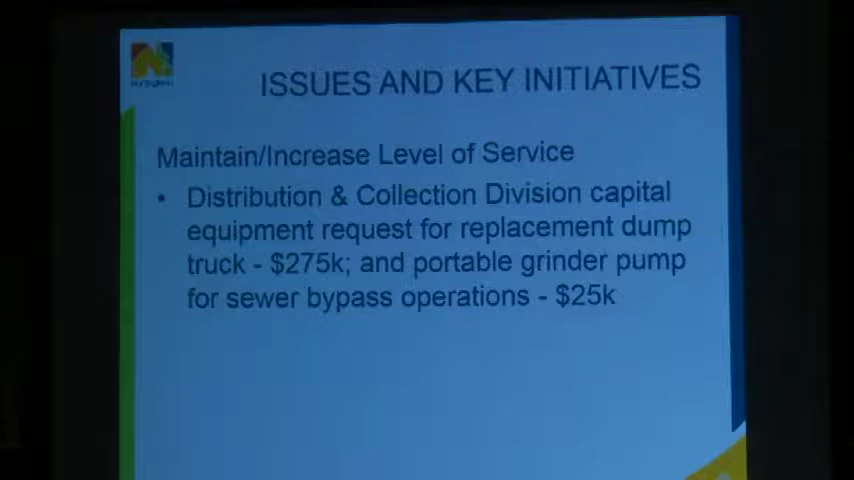 ISSUES AND KEY INITIATIVES
Maintain/Increase Level of Service
• Distribution & Collection Division capital
equipment request for replacement dump
truck - $275k; and portable grinder pump
for sewer bypass operations - $25k